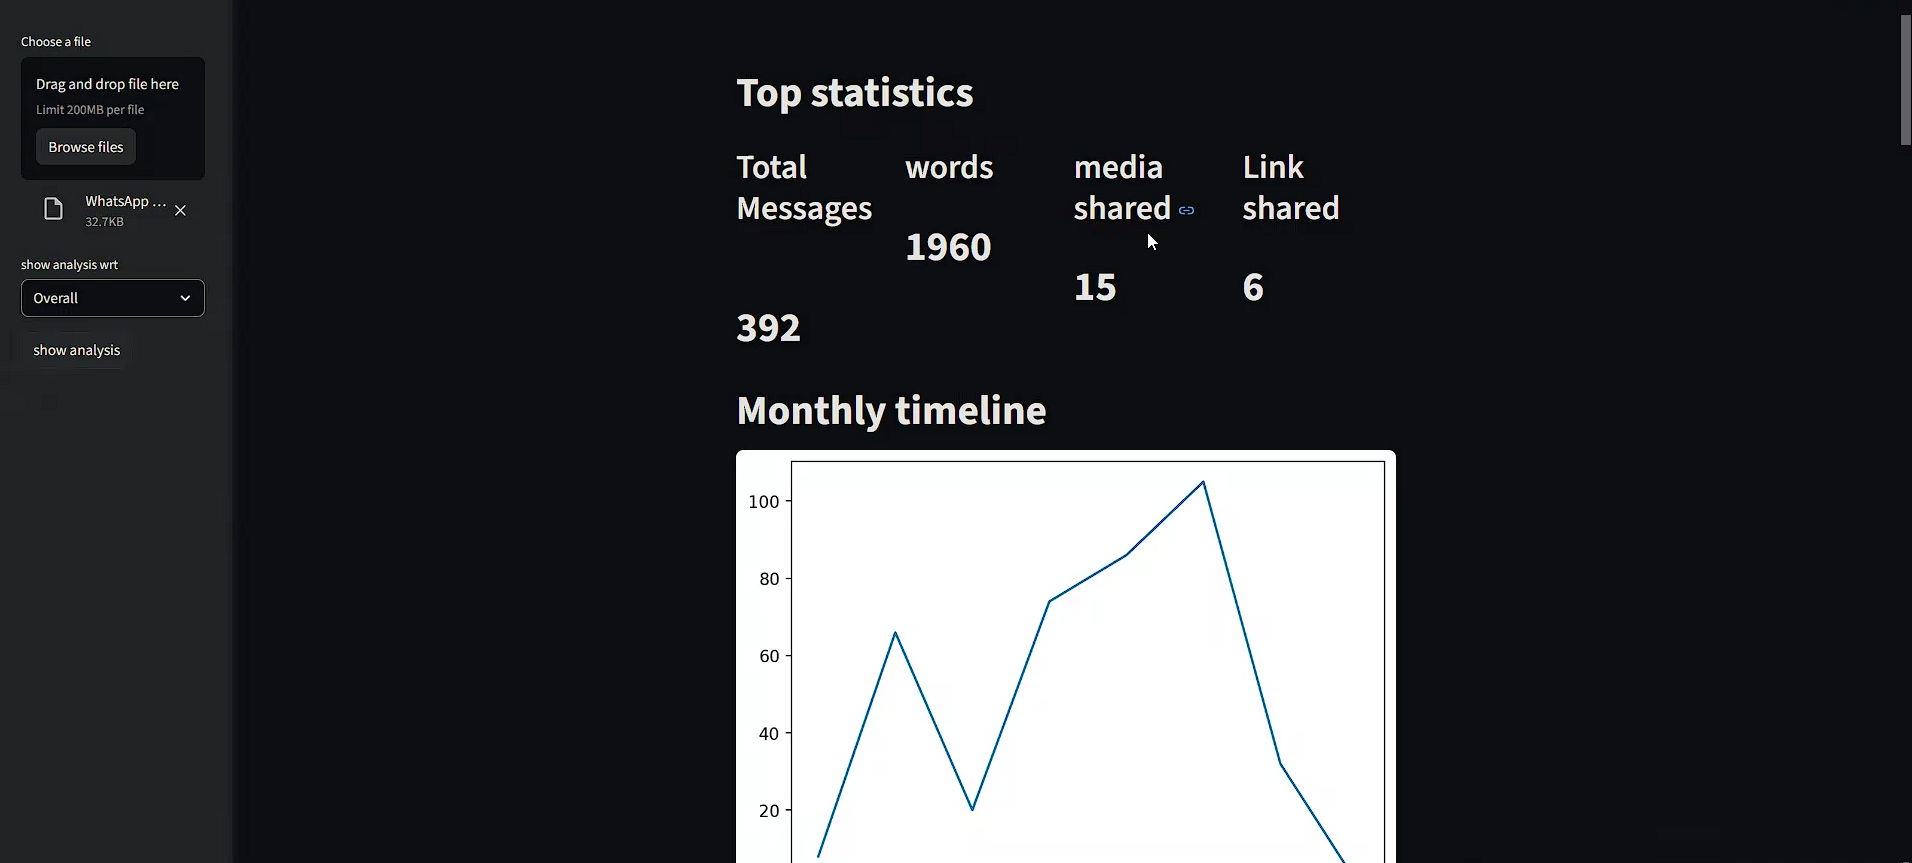 Choose a file
Drag and drop file here
Limit 200MB per file
Browse files
WhatsApp ...
32.7KB
show analysis wrt
Overall
show analysis
Top statistics
Total
Messages
392
words
1960
media
shared
15
Link
shared
6
Monthly timeline
100
80
60
40
20